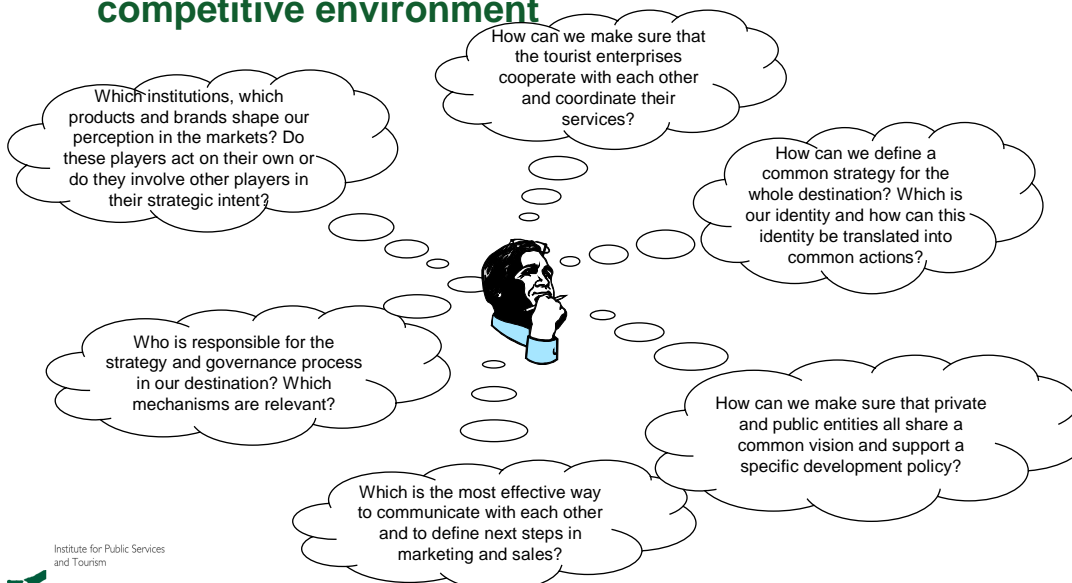 competitive environment
How can we make sure that
the tourist enterprises
cooperate with each other
and coordinate their
services?
Which institutions, which
products and brands shape our
perception in the markets? Do
these players act on their own or
do they involve other players in
their strategic intent?
How can we define a
common strategy for the
whole destination? Which is
our identity and how can this
identity be translated into
common actions?
Who is responsible for the
strategy and governance process
in our destination? Which
mechanisms are relevant?
How can we make sure that private
and public entities all share a
common vision and support a
specific development policy?
Which is the most effective way
to communicate with each other
and to define next steps in
marketing and sales?
Institute for Public Services
and Tourism